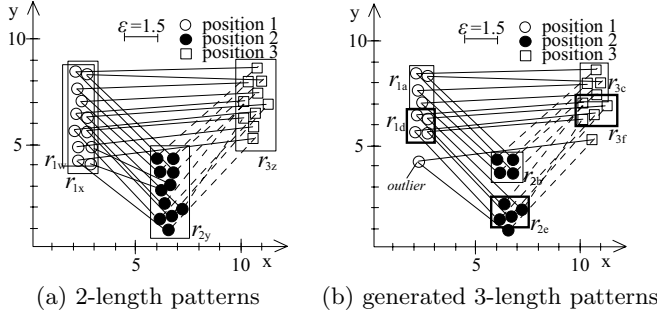 y
10
5
5
10
x
ε=1.5
position 1
position 2
position 3
r1w
r1x
r2y
r3z
(a) 2-length patterns
y
10
5
5
10
x
ε=1.5
position 1
position 2
position 3
r1a
r1d
outlier
r2b
r2e
r3c
r3f
(b) generated 3-length patterns